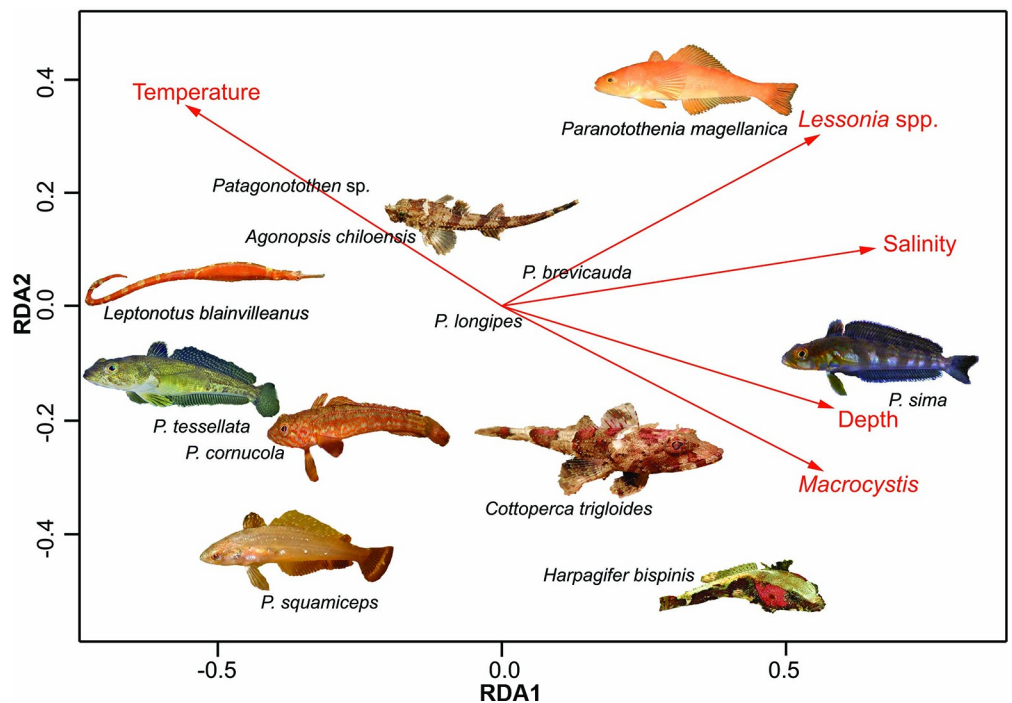 0.4
Temperature
Paranotothenia magellanica
Lessonia spp.
0.2
Patagonotothen sp.
Agonopsis chiloensis
Salinity
P. brevicauda
RDA2
0.0
Leptonotus blainvilleanus
P. longipes
P. sima
-0.2
P. tessellata
Depth
P. cornucola
Macrocystis
Cottoperca trigloides
-0.4
Harpagifer bispinis
P. squamiceps
-0.5
0.0
0.5
RDA1